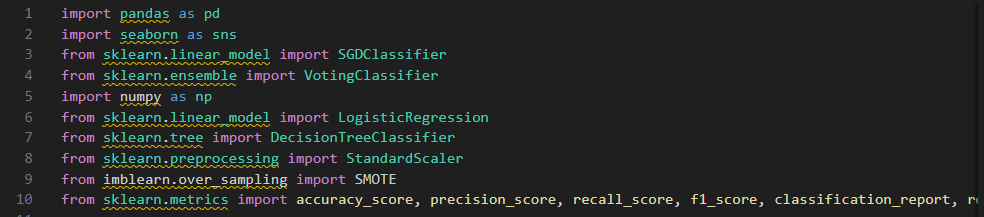 1 import pandas as pd
2 import seaborn as sns
3 from sklearn.linear_model import SGDClassifier
4 from sklearn.ensemble import VotingClassifier
5 import numpy as np
6 from sklearn.linear_model import LogisticRegression
7 from sklearn.tree import DecisionTreeClassifier
8 from sklearn.preprocessing import StandardScaler
9 from imblearn.over_sampling import SMOTE
10 from sklearn.metrics import accuracy_score, precision_score, recall_score, f1_score, classification_report,